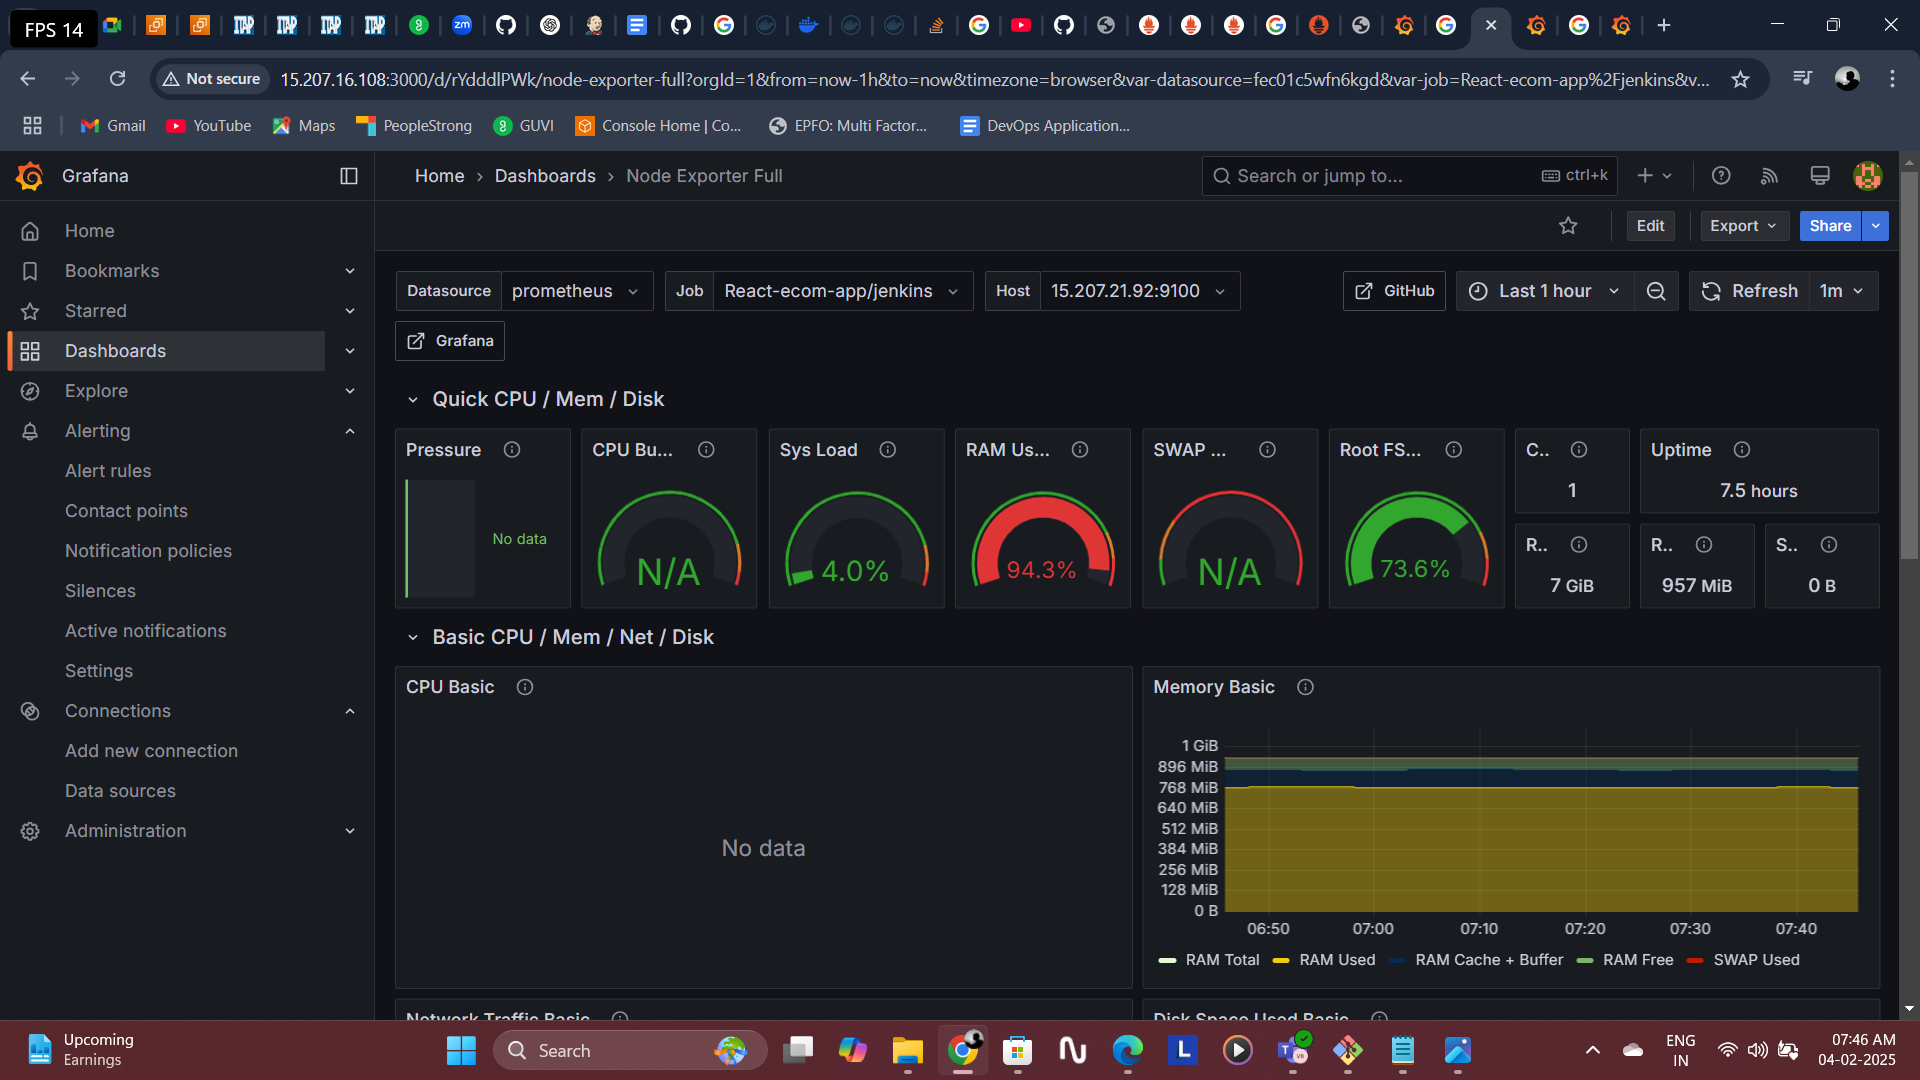 FPS 14
Not secure
15.207.16.108:3000/d/rYdddlPWk/node-exporter-full?orgId=1&from=now-1h&to=now&timezone=browser&var-datasource=fec01c5wfn6kgd&var-job=React-ecom-app%2Fjenkins&v...
Gmail
YouTube
Maps
PeopleStrong
GUVI
Console Home | Co...
EPFO: Multi Factor...
DevOps Application...
Grafana
Home › Dashboards › Node Exporter Full
Search or jump to...
ctrl+k
Edit
Export
Share
Home
Bookmarks
Starred
Dashboards
Explore
Alerting
Alert rules
Contact points
Notification policies
Silences
Active notifications
Settings
Connections
Add new connection
Data sources
Administration
Datasource prometheus
Job React-ecom-app/jenkins
Host 15.207.21.92:9100
GitHub
Last 1 hour
Refresh 1m
Grafana
Quick CPU / Mem / Disk
Pressure
No data
CPU Bu...
N/A
Sys Load
4.0%
RAM Us...
94.3%
SWAP ...
N/A
Root FS...
73.6%
C..
1
Uptime
7.5 hours
R..
7 GiB
R..
957 MiB
S..
0 B
Basic CPU / Mem / Net / Disk
CPU Basic
No data
Memory Basic
1 GiB
896 MiB
768 MiB
640 MiB
512 MiB
384 MiB
256 MiB
128 MiB
0 B
06:50 07:00 07:10 07:20 07:30 07:40
RAM Total RAM Used RAM Cache + Buffer RAM Free SWAP Used
Network Traffic Basic
Disk Space Used Basic
Upcoming
Earnings
Search
ENG
IN
07:46 AM
04-02-2025